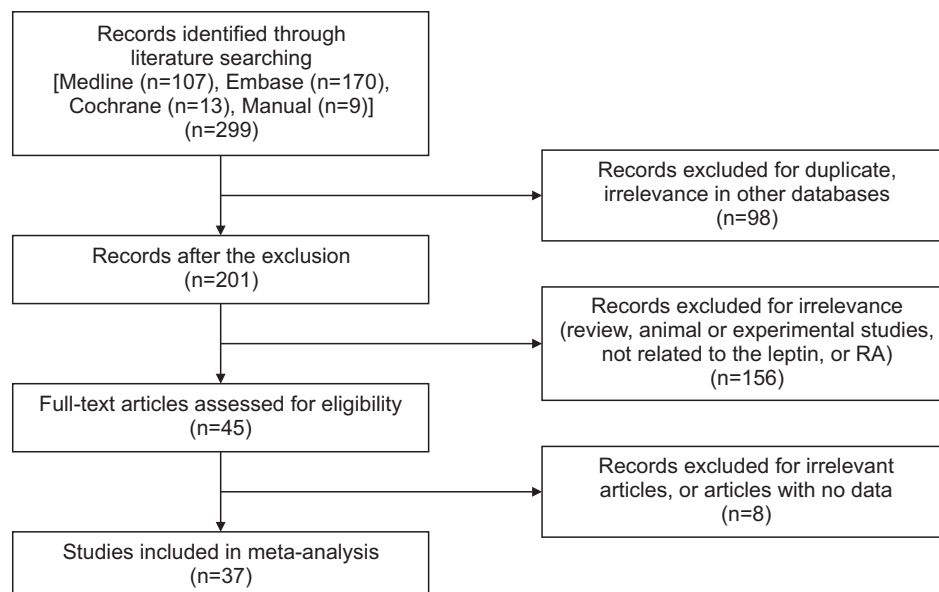 Records identified through
literature searching
[Medline (n=107), Embase (n=170),
Cochrane (n=13), Manual (n=9)]
(n=299)
Records excluded for duplicate,
irrelevance in other databases
(n=98)
Records after the exclusion
(n=201)
Records excluded for irrelevance
(review, animal or experimental studies,
not related to the leptin, or RA)
(n=156)
Full-text articles assessed for eligibility
(n=45)
Records excluded for irrelevant
articles, or articles with no data
(n=8)
Studies included in meta-analysis
(n=37)